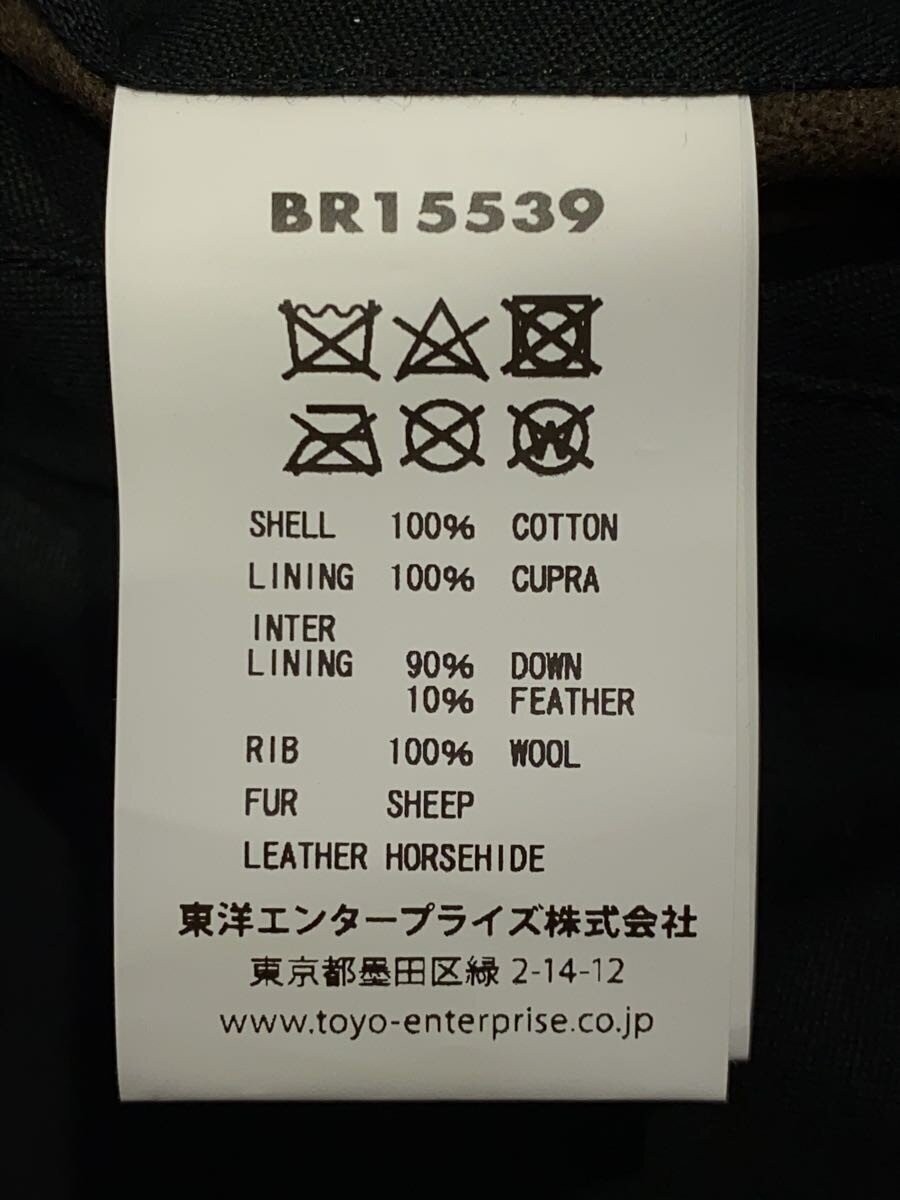 BR15539
W
SHELL 100% COTTON
LINING 100% CUPRA
INTER
LINING 90% DOWN
10% FEATHER
RIB 100% WOOL
FUR SHEEP
LEATHER HORSEHIDE
東洋エンタープライズ株式会社
東京都墨田区緑 2-14-12
www.toyo-enterprise.co.jp